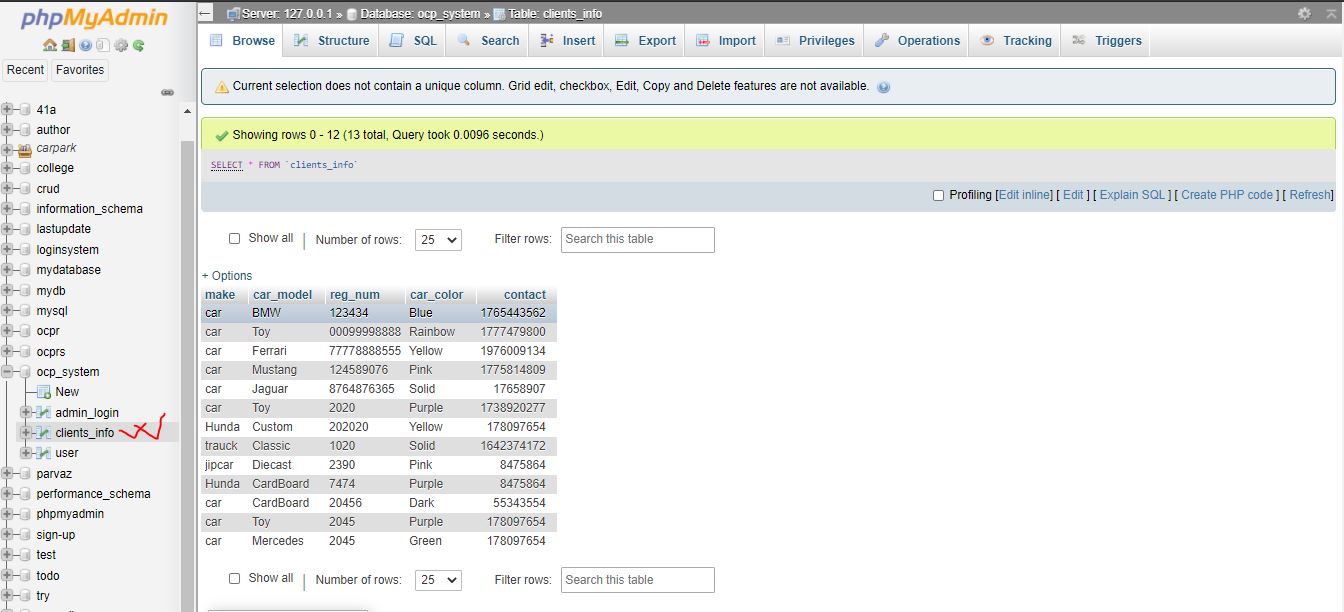 phpMyAdmin
Recent Favorites
41a
author
carpark
college
crud
information_schema
lastupdate
loginsystem
mydatabase
mydb
mysql
ocpr
ocprs
ocp_system
New
admin_login
clients_info
user
parvaz
performance_schema
phpmyadmin
sign-up
test
todo
try
Server: 127.0.0.1 » Database: ocp_system » Table: clients_info
Browse Structure SQL Search Insert Export Import Privileges Operations Tracking Triggers
Current selection does not contain a unique column. Grid edit, checkbox, Edit, Copy and Delete features are not available.
Showing rows 0 - 12 (13 total, Query took 0.0096 seconds.)
SELECT * FROM `clients_info`
Profiling [Edit inline] [ Edit ] [ Explain SQL ] [ Create PHP code ] [ Refresh]
Show all | Number of rows: 25 Filter rows: Search this table
+ Options
make car_model reg_num car_color contact
car BMW 123434 Blue 1765443562
car Toy 00099998888 Rainbow 1777479800
car Ferrari 77778888555 Yellow 1976009134
car Mustang 124589076 Pink 1775814809
car Jaguar 8764876365 Solid 17658907
car Toy 2020 Purple 1738920277
Hunda Custom 202020 Yellow 178097654
trauck Classic 1020 Solid 1642374172
jipcar Diecast 2390 Pink 8475864
Hunda CardBoard 7474 Purple 8475864
car CardBoard 20456 Dark 55343554
car Toy 2045 Purple 178097654
car Mercedes 2045 Green 178097654
Show all | Number of rows: 25 Filter rows: Search this table